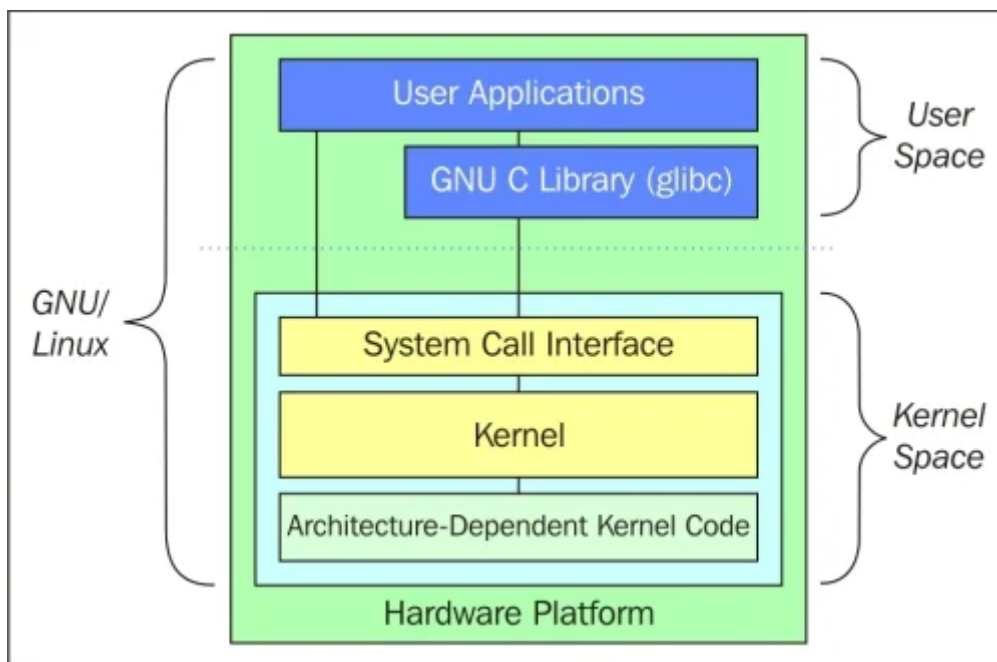 User Applications
GNU C Library (glibc)
User
Space
GNU/
Linux
System Call Interface
Kernel
Architecture-Dependent Kernel Code
Kernel
Space
Hardware Platform